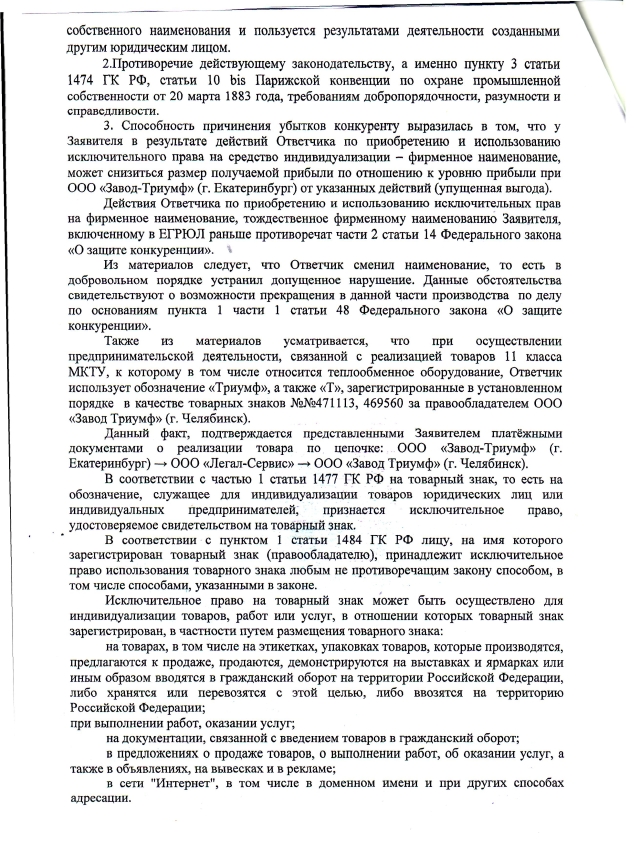 собственного наименования и пользуется результатами деятельности созданными
другим юридическим лицом.
2.Противоречие действующему законодательству, а именно пункту 3 статьи
1474 ГК РФ, статьи 10 bis Парижской конвенции по охране промышленной
собственности от 20 марта 1883 года, требованиям добропорядочности, разумности и
справедливости.
3. Способность причинения убытков конкуренту выразилась в том, что у
Заявителя в результате действий Ответчика по приобретению и использованию
исключительного права на средство индивидуализации – фирменное наименование,
может снизиться размер получаемой прибыли по отношению к уровню прибыли при
ООО «Завод-Триумф» (г. Екатеринбург) от указанных действий (упущенная выгода).
Действия Ответчика по приобретению и использованию исключительных прав
на фирменное наименование, тождественное фирменному наименованию Заявителя,
включенному в ЕГРЮЛ раньше противоречат части 2 статьи 14 Федерального закона
«О защите конкуренции».
Из материалов следует, что Ответчик сменил наименование, то есть в
добровольном порядке устранил допущенное нарушение. Данные обстоятельства
свидетельствуют о возможности прекращения в данной части производства по делу
по основаниям пункта 1 части 1 статьи 48 Федерального закона «О защите
конкуренции».
Также из материалов усматривается, что при осуществлении
предпринимательской деятельности, связанной с реализацией товаров 11 класса
МКТУ, к которому в том числе относится теплообменное оборудование, Ответчик
использует обозначение «Триумф», а также «Т», зарегистрированные в установленном
порядке в качестве товарных знаков №№471113, 469560 за правообладателем ООО
«Завод Триумф» (г. Челябинск).
Данный факт, подтверждается представленными Заявителем платёжными
документами о реализации товара по цепочке: ООО «Завод-Триумф» (г.
Екатеринбург) → ООО «Легал-Сервис» → ООО «Завод Триумф» (г. Челябинск).
В соответствии с частью 1 статьи 1477 ГК РФ на товарный знак, то есть на
обозначение, служащее для индивидуализации товаров юридических лиц или
индивидуальных предпринимателей, признается исключительное право,
удостоверяемое свидетельством на товарный знак.
В соответствии с пунктом 1 статьи 1484 ГК РФ лицу, на имя которого
зарегистрирован товарный знак (правообладателю), принадлежит исключительное
право использования товарного знака любым не противоречащим закону способом, в
том числе способами, указанными в законе.
Исключительное право на товарный знак может быть осуществлено для
индивидуализации товаров, работ или услуг, в отношении которых товарный знак
зарегистрирован, в частности путем размещения товарного знака:
на товарах, в том числе на этикетках, упаковках товаров, которые производятся,
предлагаются к продаже, продаются, демонстрируются на выставках и ярмарках или
иным образом вводятся в гражданский оборот на территории Российской Федерации,
либо хранятся или перевозятся с этой целью, либо ввозятся на территорию
Российской Федерации;
при выполнении работ, оказании услуг;
на документации, связанной с введением товаров в гражданский оборот;
в предложениях о продаже товаров, о выполнении работ, об оказании услуг, а
также в объявлениях, на вывесках и в рекламе;
в сети "Интернет", в том числе в доменном имени и при других способах
адресации.